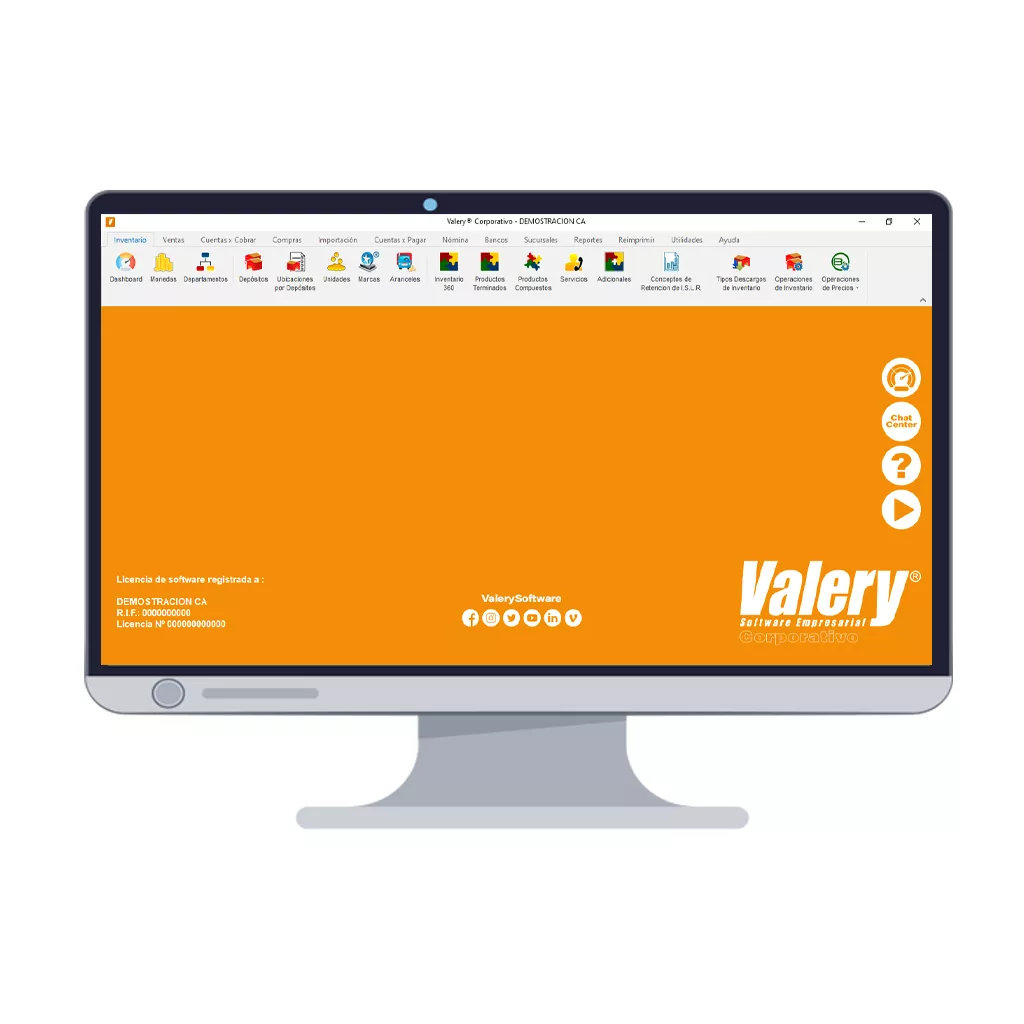 Valery® Corporativo - DEMOSTRACION CA
Inventario Ventas Cuentas x Cobrar Compras Importación Cuentas x Pagar Nómina Bancos Sucursales Reportes Reimprimir Utilidades Ayuda
Dashboard Monedas Departamentos Depósitos Ubicaciones por Depósitos Unidades Marcas Aranceles Inventario 360 Productos Terminados Productos Compuestos Servicios Adicionales Conceptos de Retencion de I.S.L.R. Tipos Descargos de Inventario Operaciones de Inventario Operaciones de Precios
Chat
Center
?
Licencia de software registrada a :
DEMOSTRACION CA
R.I.F.: 0000000000
Licencia Nº 000000000000
ValerySoftware
Valery®
Software Empresarial
Corporativo